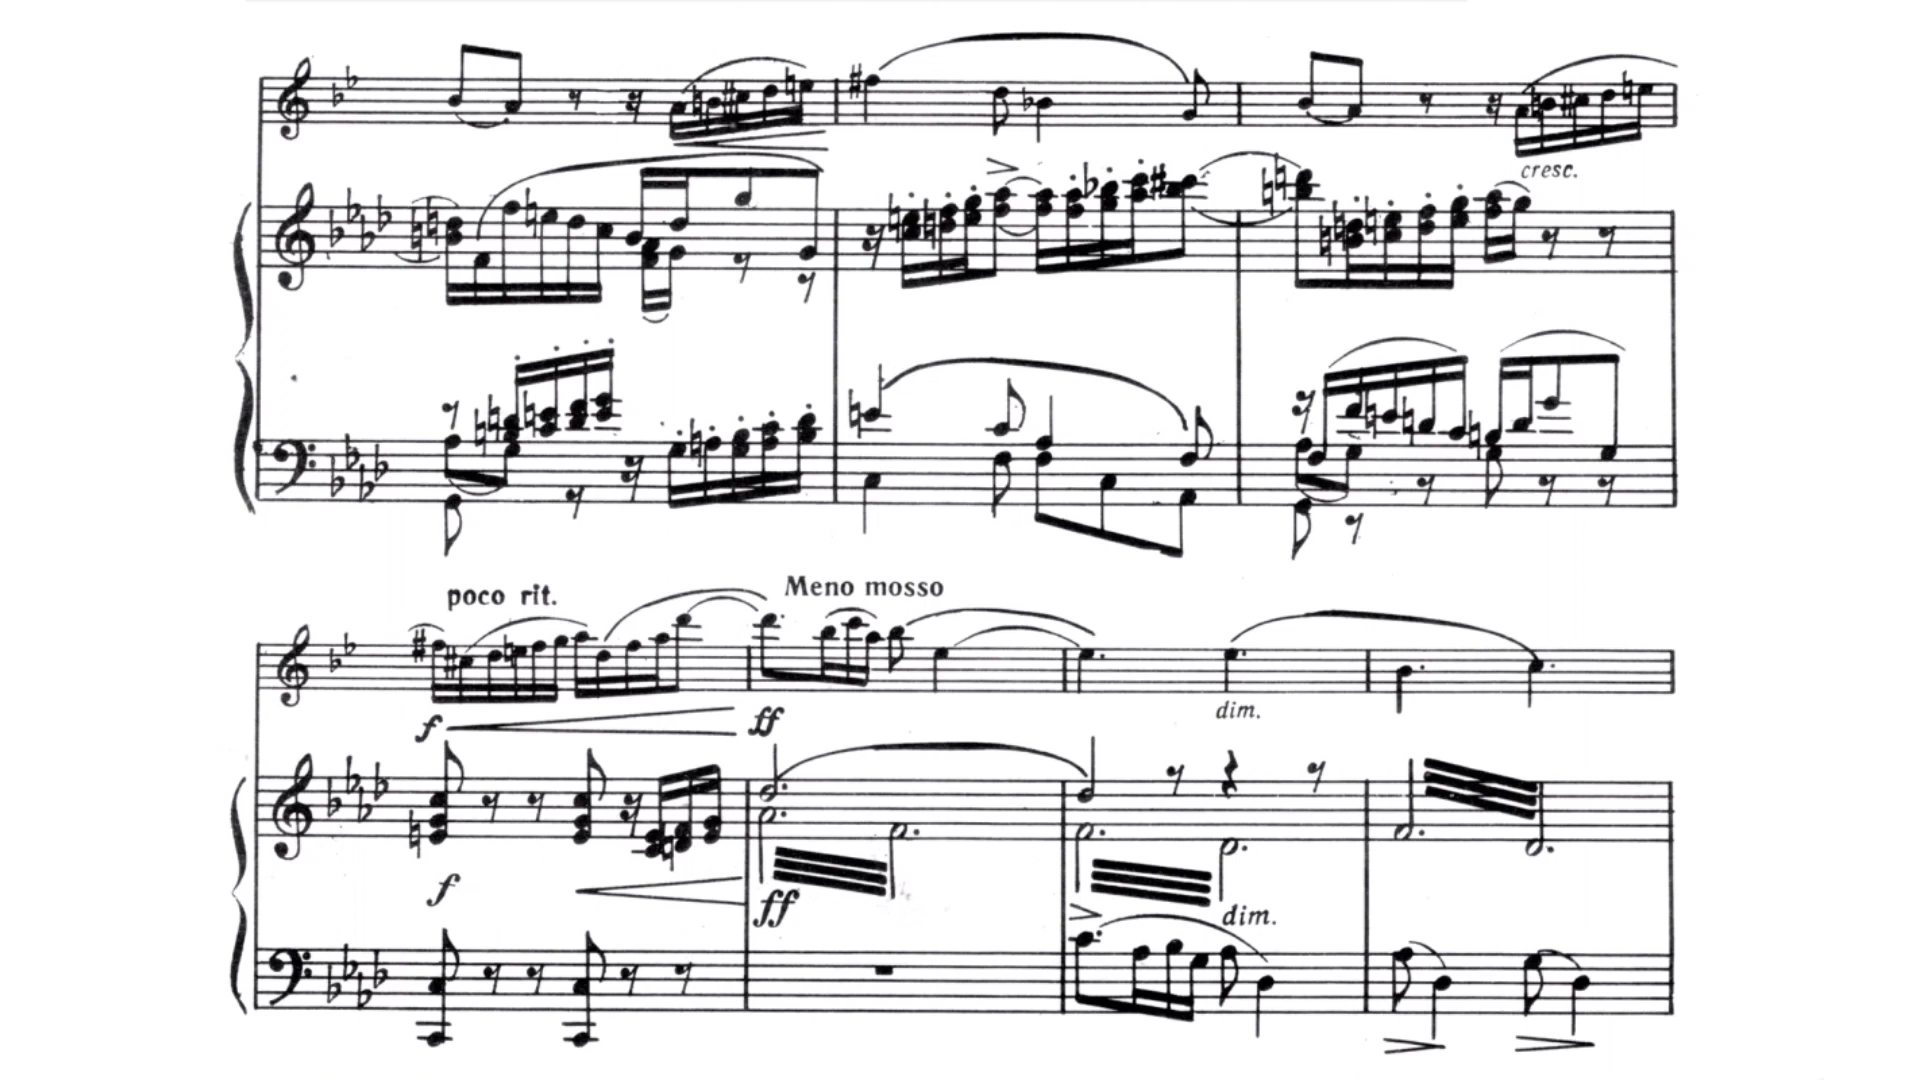 cresc.
poco rit.
Meno mosso
f
ff
dim.
f
ff
dim.